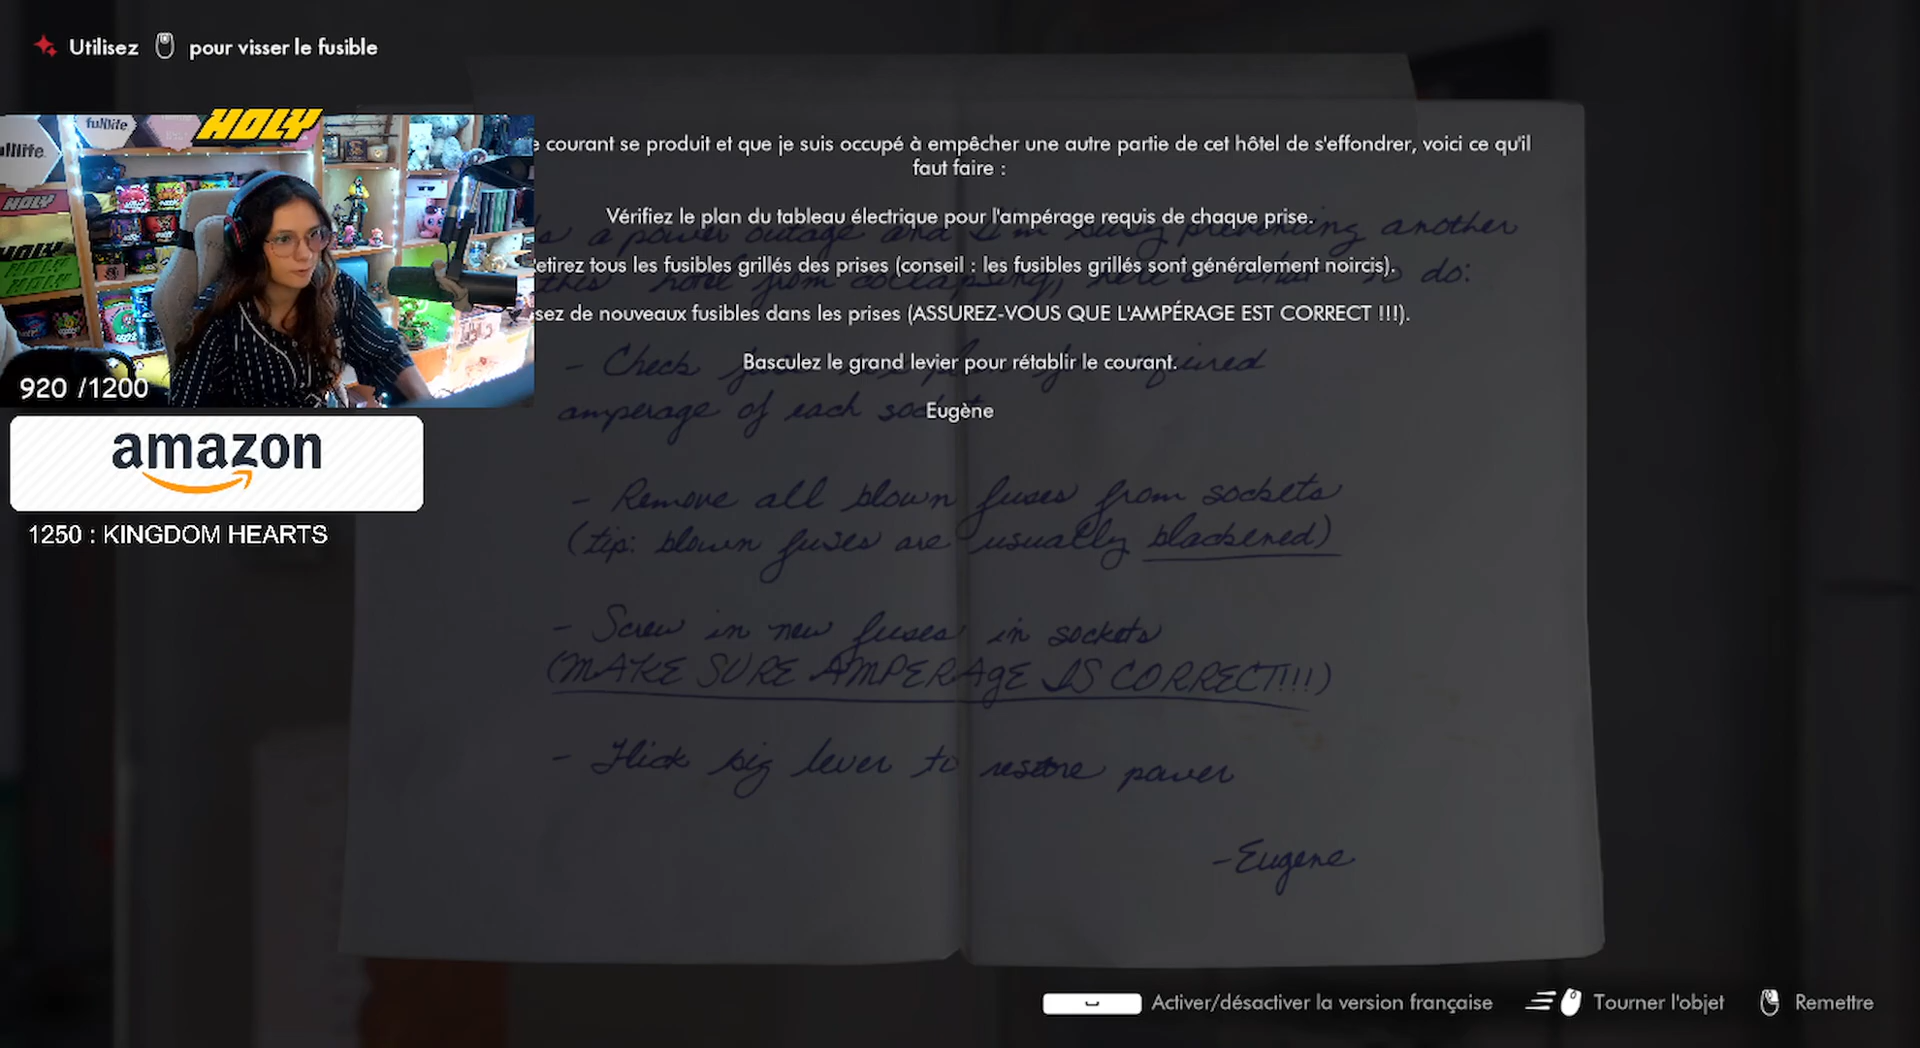 Utilisez pour visser le fusible
HOLY
fulllife
ulllife.
HOLY
HOLY
courant se produit et que je suis occupé à empêcher une autre partie de cet hôtel de s'effondrer, voici ce qu'il
faut faire :
Vérifiez le plan du tableau électrique pour l'ampérage requis de chaque prise.
a power outage and I'm busy preventing another
etirez tous les fusibles grillés des prises (conseil : les fusibles grillés sont généralement noircis).
this hotel from collapsing, here's what to do:
sez de nouveaux fusibles dans les prises (ASSUREZ-VOUS QUE L'AMPÉRAGE EST CORRECT !!!).
Basculez le grand levier pour rétablir le courant.
- Check required
amperage of each
Eugène
920 /1200
amazon
1250 : KINGDOM HEARTS
- Remove all blown fuses from sockets
(tip: blown fuses are usually blackened)
- Screw in new fuses in sockets
(MAKE SURE AMPERAGE IS CORRECT!!!)
- Flick big lever to restore power
-Eugene
Activer/désactiver la version française
Tourner l'objet
Remettre